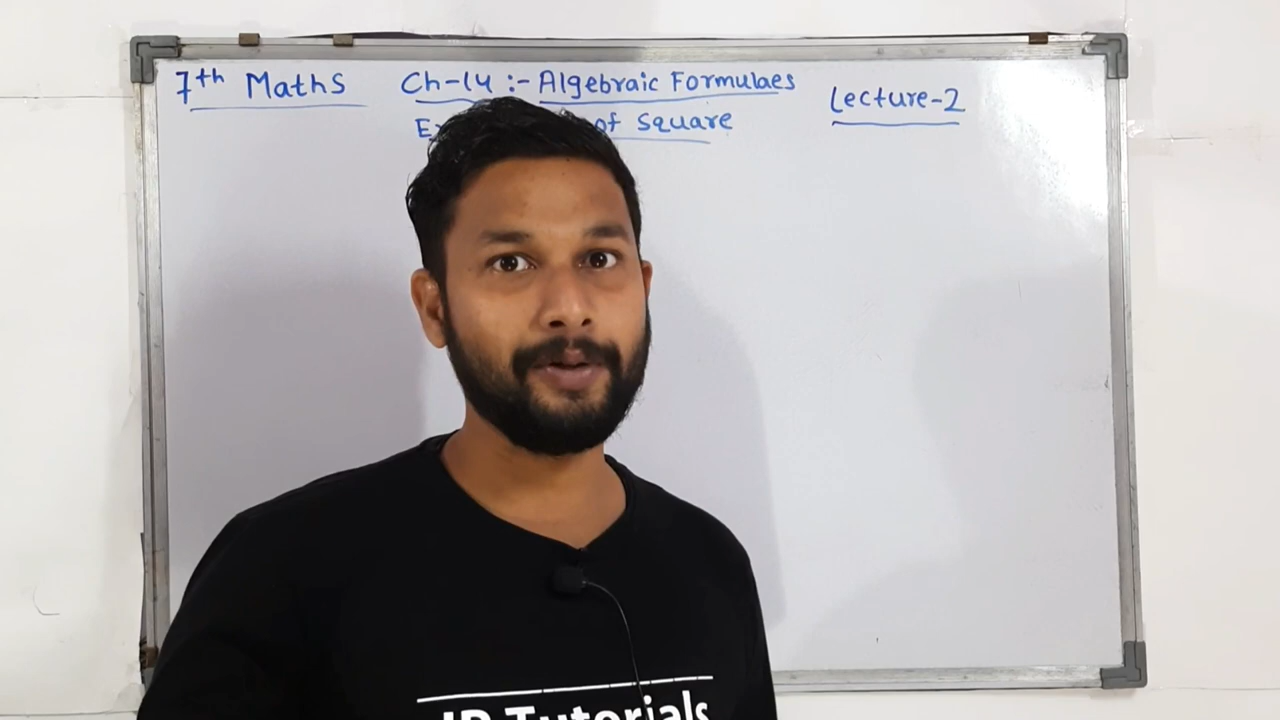 7th Maths
Ch-14 :- Algebraic Formulaes
of Square
Lecture-2
Tutorials